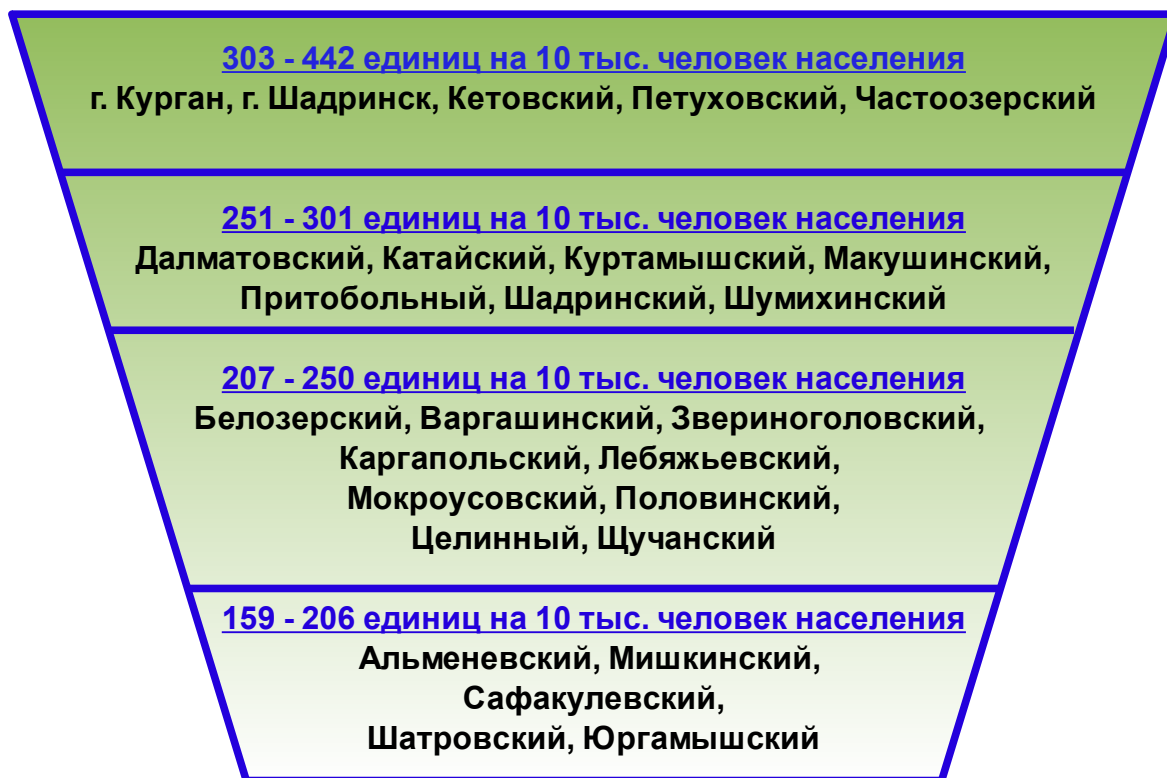 303 - 442 единиц на 10 тыс. человек населения
г. Курган, г. Шадринск, Кетовский, Петуховский, Частоозерский
251 - 301 единиц на 10 тыс. человек населения
Далматовский, Катайский, Куртамышский, Макушинский,
Притобольный, Шадринский, Шумихинский
207 - 250 единиц на 10 тыс. человек населения
Белозерский, Варгашинский, Звериноголовский,
Каргапольский, Лебяжьевский,
Мокроусовский, Половинский,
Целинный, Щучанский
159 - 206 единиц на 10 тыс. человек населения
Альменевский, Мишкинский,
Сафакулевский,
Шатровский, Юргамышский